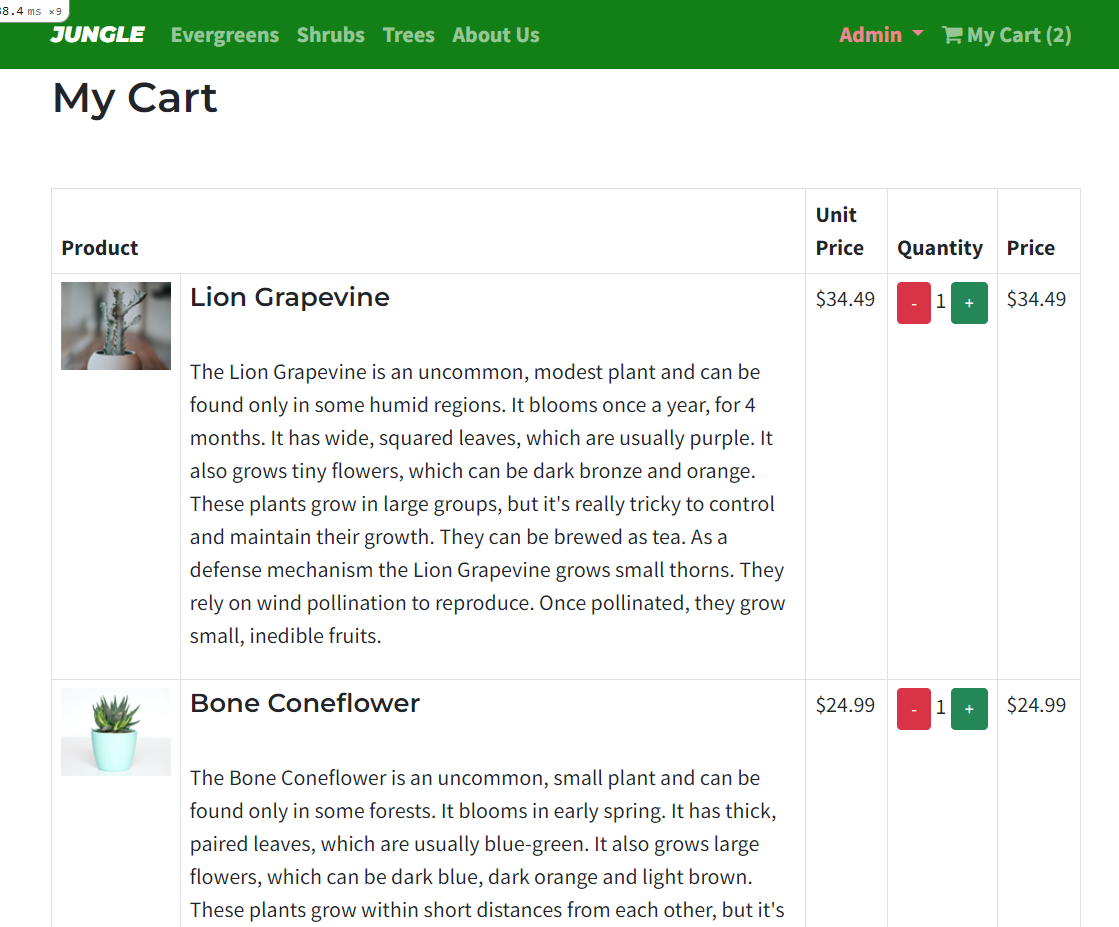 8.4 ms ×9
JUNGLE Evergreens Shrubs Trees About Us Admin My Cart (2)
My Cart
Product Unit Price Quantity Price
Lion Grapevine $34.49 - 1 + $34.49
The Lion Grapevine is an uncommon, modest plant and can be
found only in some humid regions. It blooms once a year, for 4
months. It has wide, squared leaves, which are usually purple. It
also grows tiny flowers, which can be dark bronze and orange.
These plants grow in large groups, but it's really tricky to control
and maintain their growth. They can be brewed as tea. As a
defense mechanism the Lion Grapevine grows small thorns. They
rely on wind pollination to reproduce. Once pollinated, they grow
small, inedible fruits.
Bone Coneflower $24.99 - 1 + $24.99
The Bone Coneflower is an uncommon, small plant and can be
found only in some forests. It blooms in early spring. It has thick,
paired leaves, which are usually blue-green. It also grows large
flowers, which can be dark blue, dark orange and light brown.
These plants grow within short distances from each other, but it's